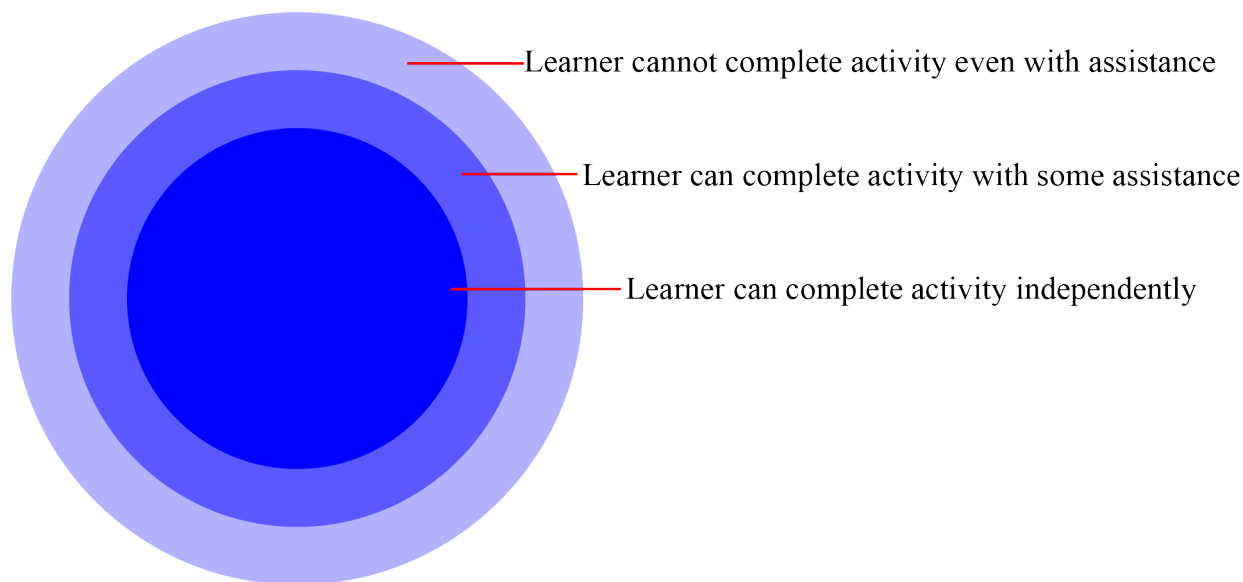 Learner cannot complete activity even with assistance
Learner can complete activity with some assistance
Learner can complete activity independently